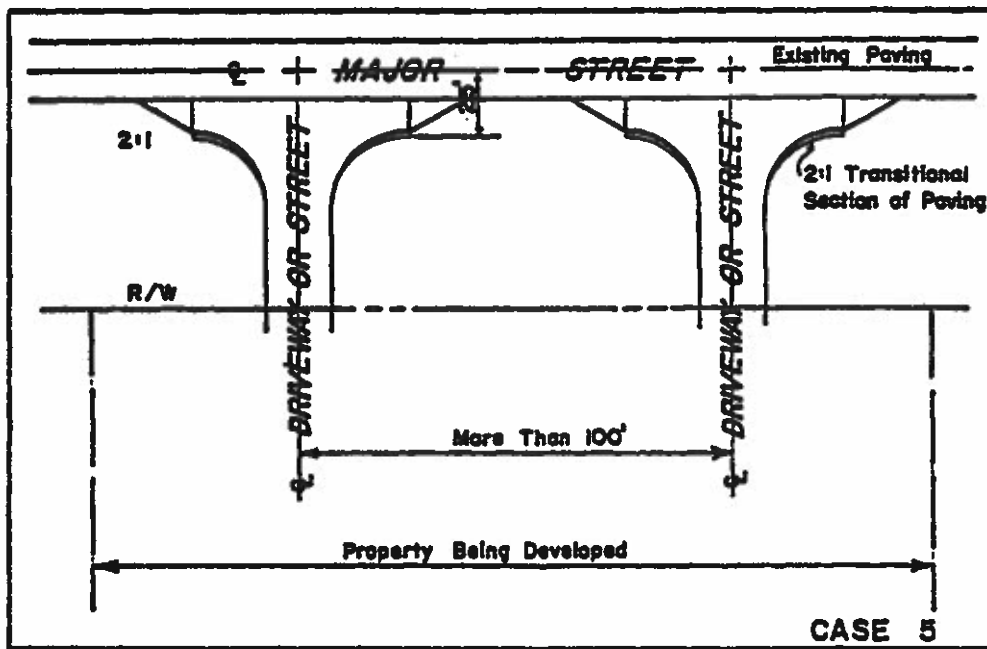 MAJOR STREET
Existing Paving
2:1
DRIVEWAY OR STREET
DRIVEWAY OR STREET
2:1 Transitional
Section of Paving
R/W
More Than 100'
Property Being Developed
CASE 5